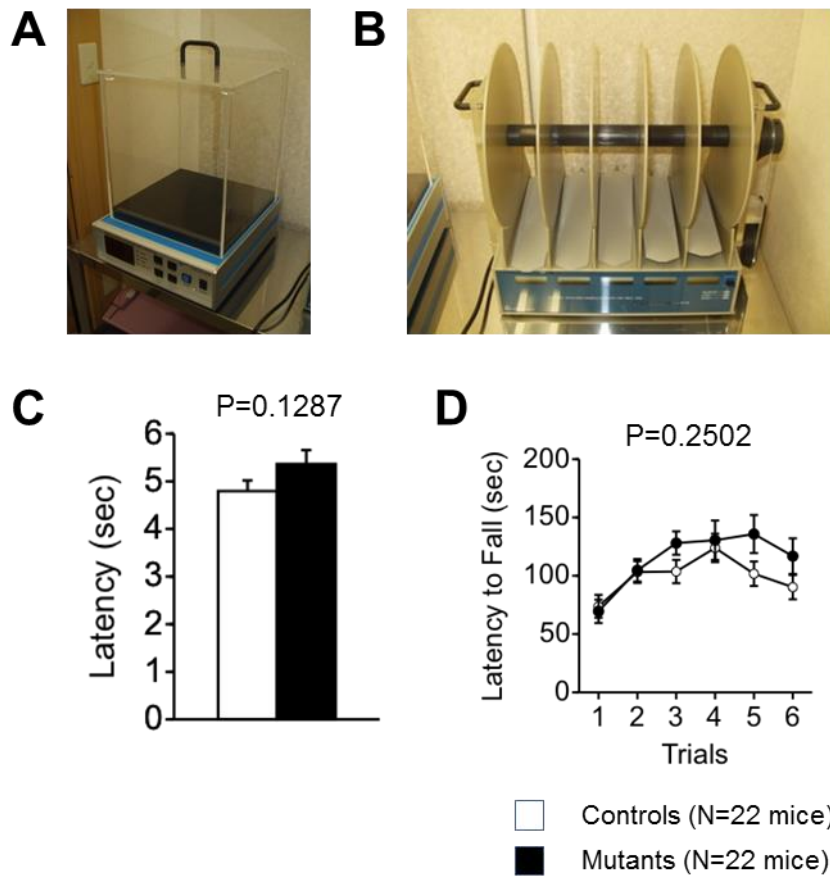 A
B
C
P=0.1287
Latency (sec)
6
5
4
3
2
1
0
D
P=0.2502
Latency to Fall (sec)
200
150
100
50
0
1 2 3 4 5 6
Trials
Controls (N=22 mice)
Mutants (N=22 mice)